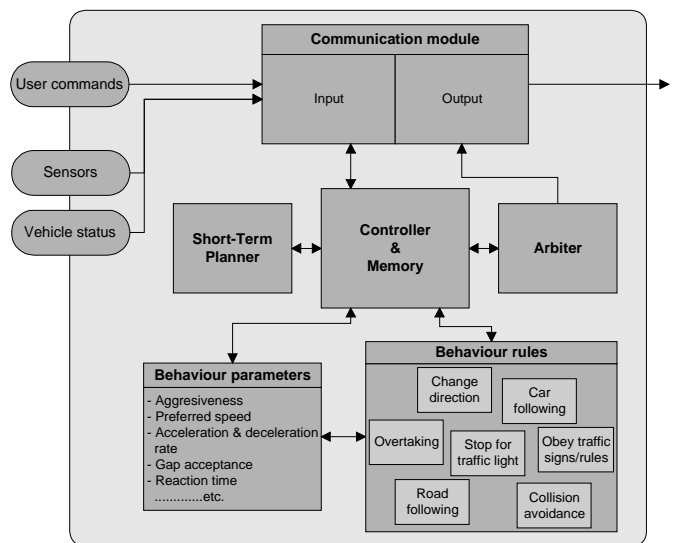 Communication module
User commands
Input
Output
Sensors
Vehicle status
Short-Term
Planner
Controller
&
Memory
Arbiter
Behaviour parameters
- Aggresiveness
- Preferred speed
- Acceleration & deceleration
rate
- Gap acceptance
- Reaction time
.............etc.
Behaviour rules
Change
direction
Car
following
Overtaking
Stop for
traffic light
Obey traffic
signs/rules
Road
following
Collision
avoidance